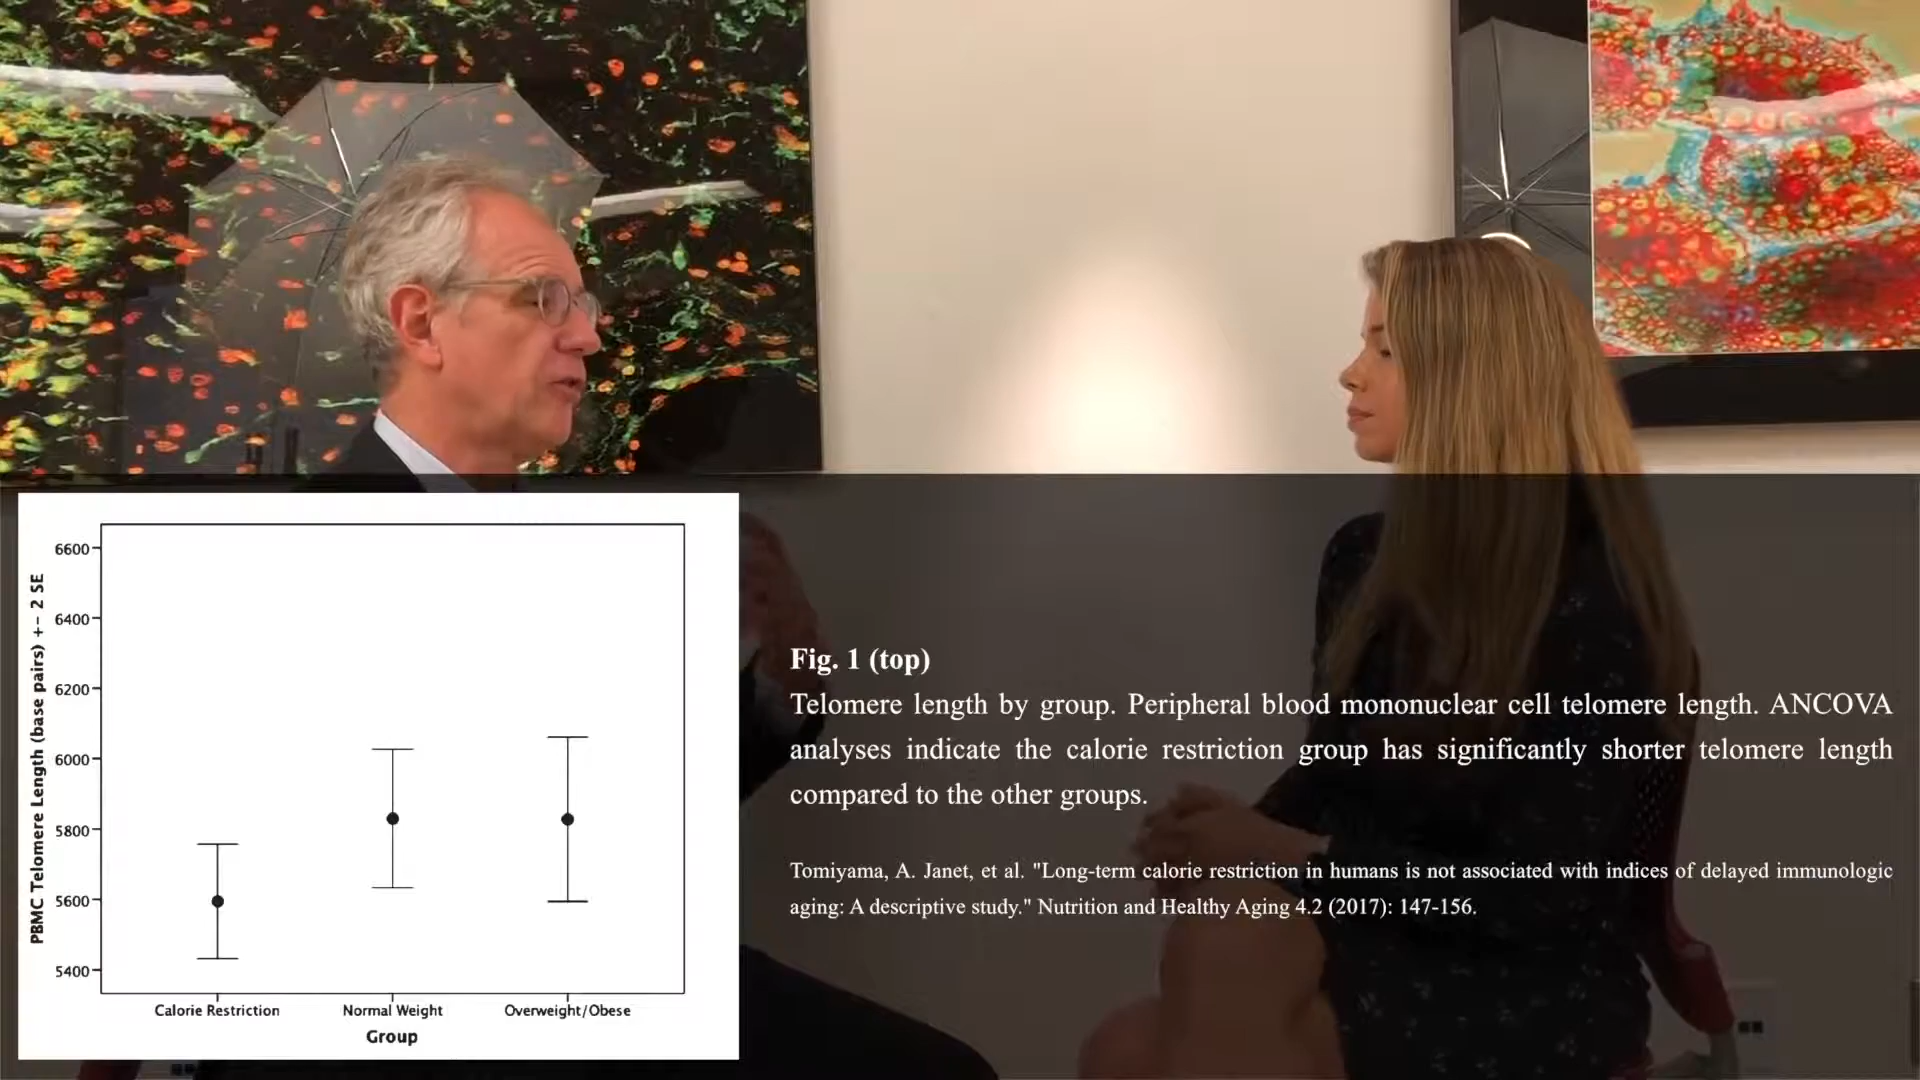 6600
6400
6200
6000
5800
5600
5400
PBMC Telomere Length (base pairs) +- 2 SE
Calorie Restriction Normal Weight Overweight/Obese
Group
Fig. 1 (top)
Telomere length by group. Peripheral blood mononuclear cell telomere length. ANCOVA
analyses indicate the calorie restriction group has significantly shorter telomere length
compared to the other groups.
Tomiyama, A. Janet, et al. "Long-term calorie restriction in humans is not associated with indices of delayed immunologic
aging: A descriptive study." Nutrition and Healthy Aging 4.2 (2017): 147-156.